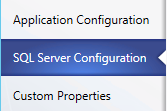 Application Configuration
SQL Server Configuration
Custom Properties